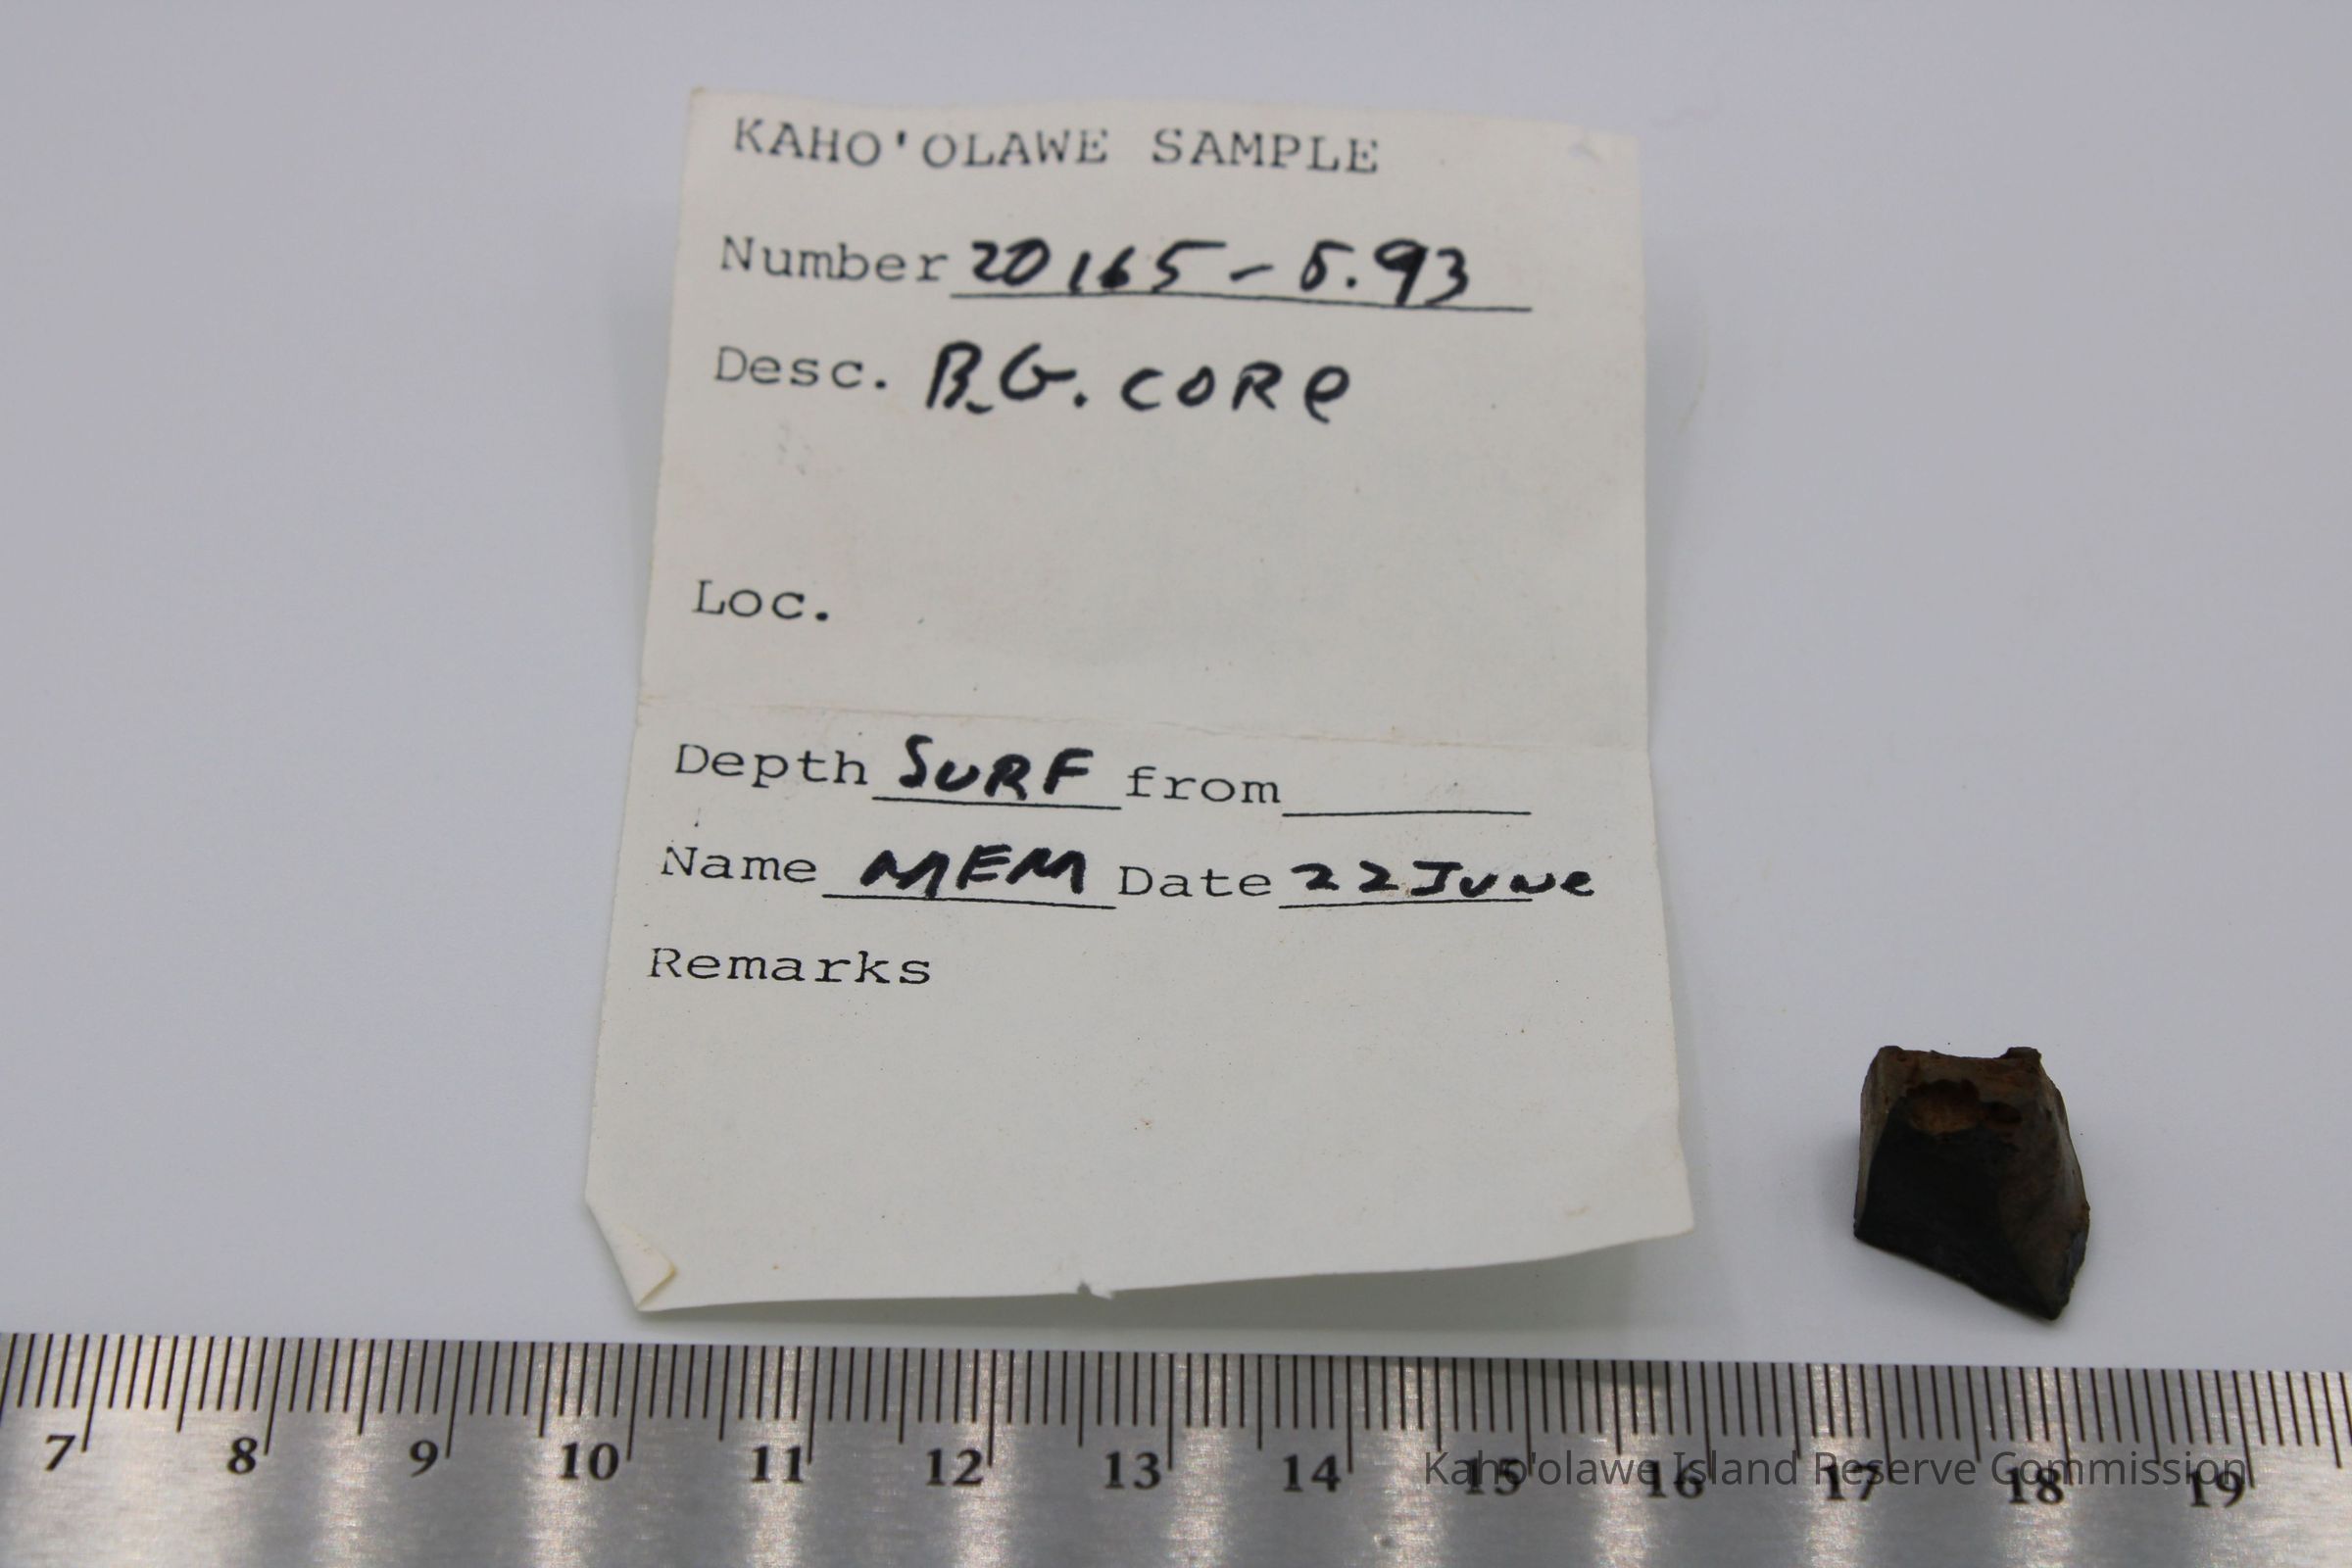 KAHO'OLAWE SAMPLE
Number 20165-5.93
Desc. B.G. CORe
Loc.
Depth SURF from
Name MEM Date 22 June
Remarks
7 8 9 10 11 12 13 14 15 16 17 18 19
Kaho'olawe Island Reserve Commission